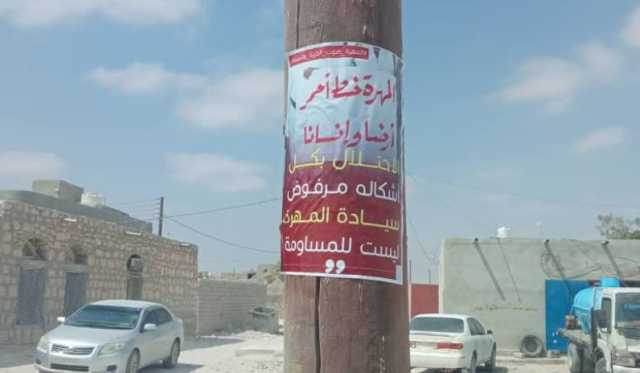 المهرة خط أحمر
أرضا وإنسانا
الاحتلال بكل
أشكاله مرفوض
سيادة المهرة
ليست للمساومة